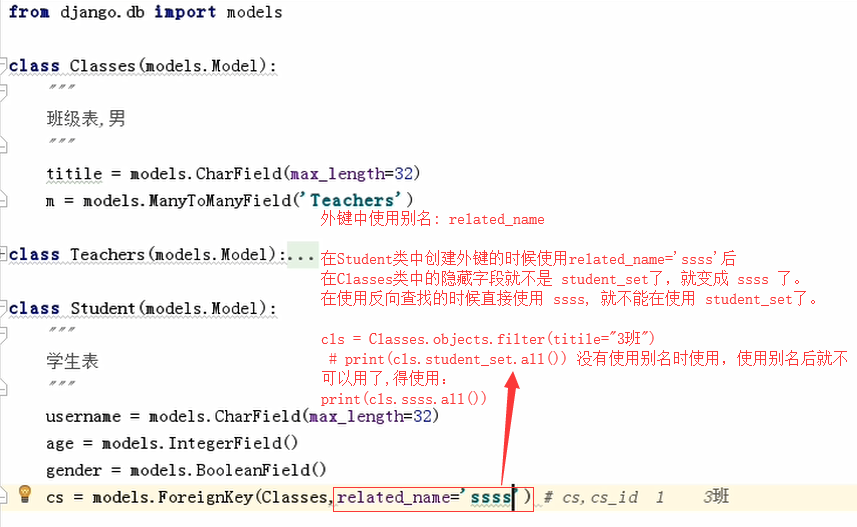 from django.db import models
class Classes(models.Model):
"""
班级表,男
"""
titile = models.CharField(max_length=32)
m = models.ManyToManyField('Teachers')
外键中使用别名: related_name
class Teachers(models.Model):...
在Student类中创建外键的时候使用related_name='ssss'后
在Classes类中的隐藏字段就不是 student_set了，就变成 ssss 了。
在使用反向查找的时候直接使用 ssss, 就不能在使用 student_set了。
class Student(models.Model):
"""
学生表
"""
cls = Classes.objects.filter(titile="3班")
# print(cls.student_set.all()) 没有使用别名时使用，使用别名后就不
可以用了,得使用：
print(cls.ssss.all())
username = models.CharField(max_length=32)
age = models.IntegerField()
gender = models.BooleanField()
cs = models.ForeignKey(Classes,related_name='ssss') # cs,cs_id 1 3班